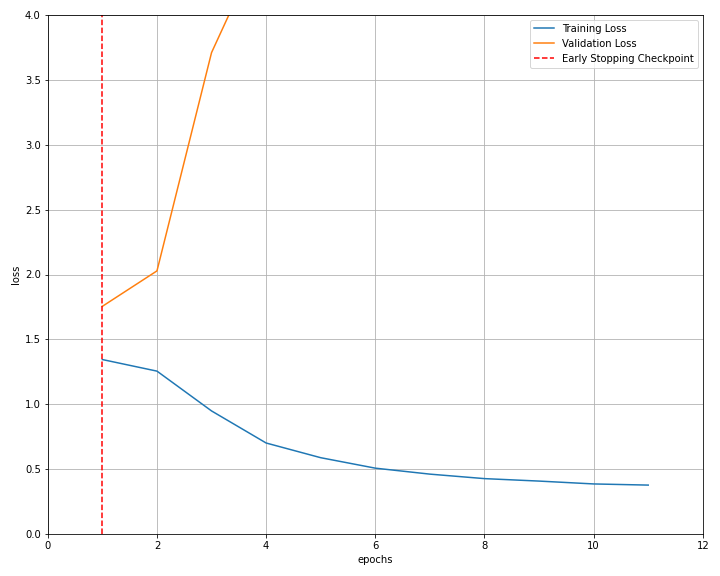 Training Loss
Validation Loss
Early Stopping Checkpoint
4.0
3.5
3.0
2.5
2.0
1.5
1.0
0.5
0.0
loss
0 2 4 6 8 10 12
epochs